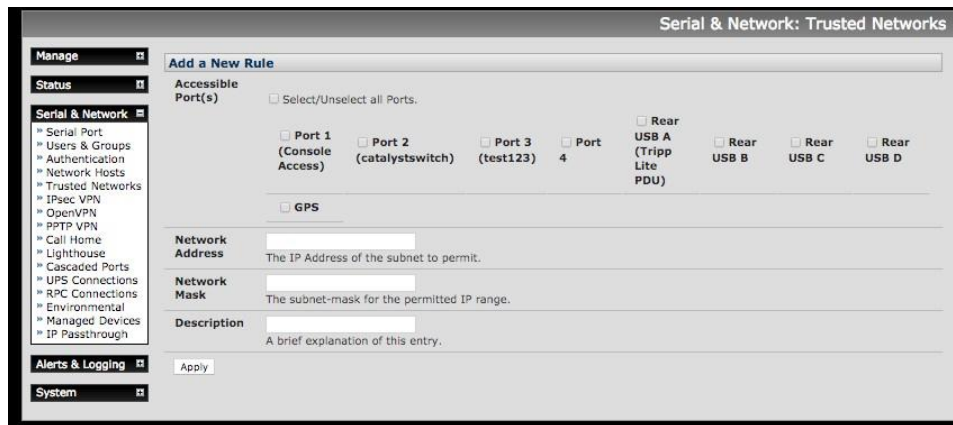 Serial & Network: Trusted Networks
Manage
Status
Serial & Network
Serial Port
Users & Groups
Authentication
Network Hosts
Trusted Networks
IPsec VPN
OpenVPN
PPTP VPN
Call Home
Lighthouse
Cascaded Ports
UPS Connections
RPC Connections
Environmental
Managed Devices
IP Passthrough
Alerts & Logging
System
Add a New Rule
Accessible
Port(s)
Select/Unselect all Ports.
Port 1
(Console
Access)
Port 2
(catalystswitch)
Port 3
(test123)
Port
4
Rear
USB A
(Tripp
Lite
PDU)
Rear
USB B
Rear
USB C
Rear
USB D
GPS
Network
Address
The IP Address of the subnet to permit.
Network
Mask
The subnet-mask for the permitted IP range.
Description
A brief explanation of this entry.
Apply